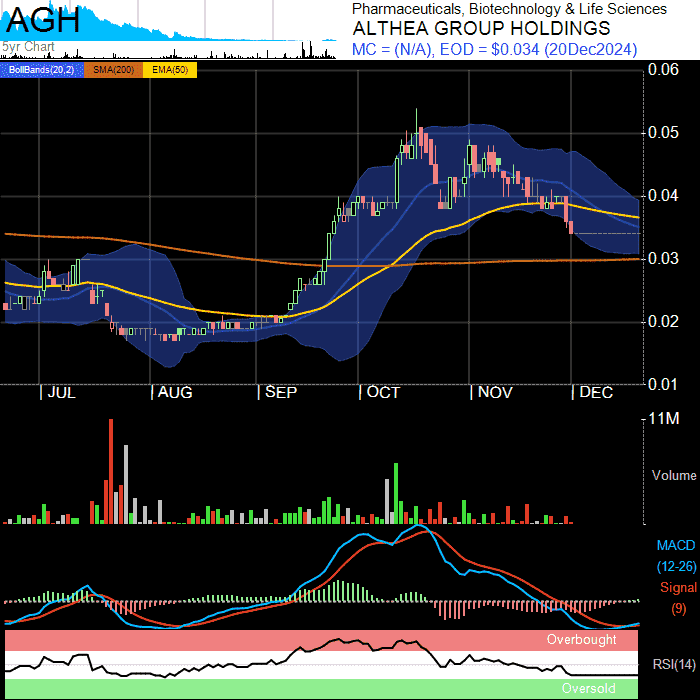 AGH
5yr Chart
Pharmaceuticals, Biotechnology & Life Sciences
ALTHEA GROUP HOLDINGS
MC = (N/A), EOD = $0.034 (20Dec2024)
BollBands(20,2) SMA(200) EMA(50)
0.06
0.05
0.04
0.03
0.02
0.01
JUL AUG SEP OCT NOV DEC
11M
Volume
MACD
(12-26)
Signal
(9)
Overbought
RSI(14)
Oversold